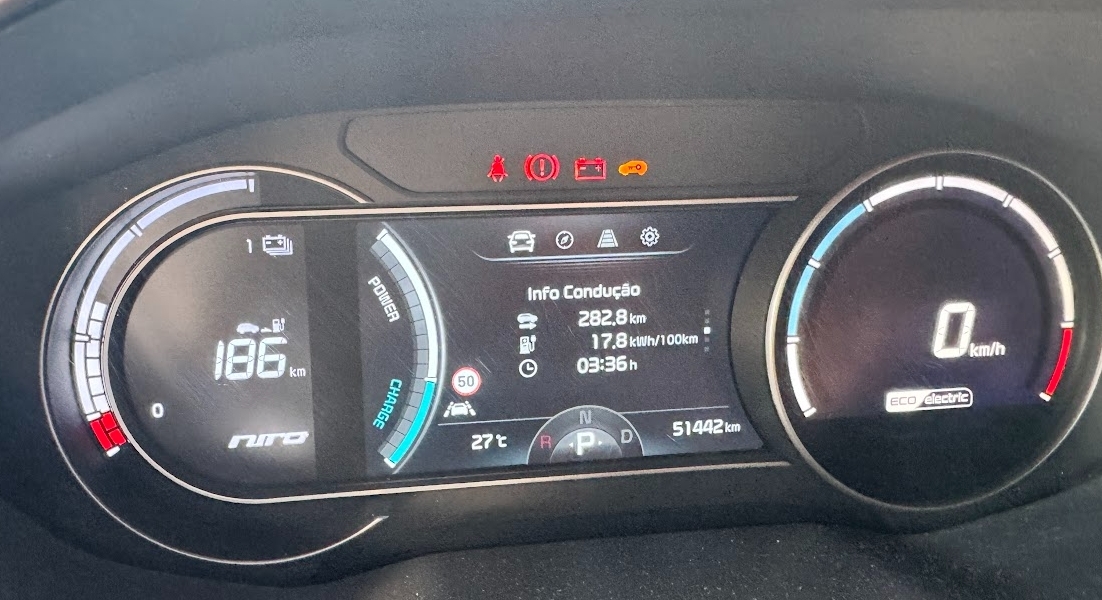 1
186 km
0
niro
POWER
CHARGE
Info Condução
282.8 km
17.8 kWh/100km
03:36 h
50
27 ℃
N
R P D
51442 km
0 km/h
ECO electric